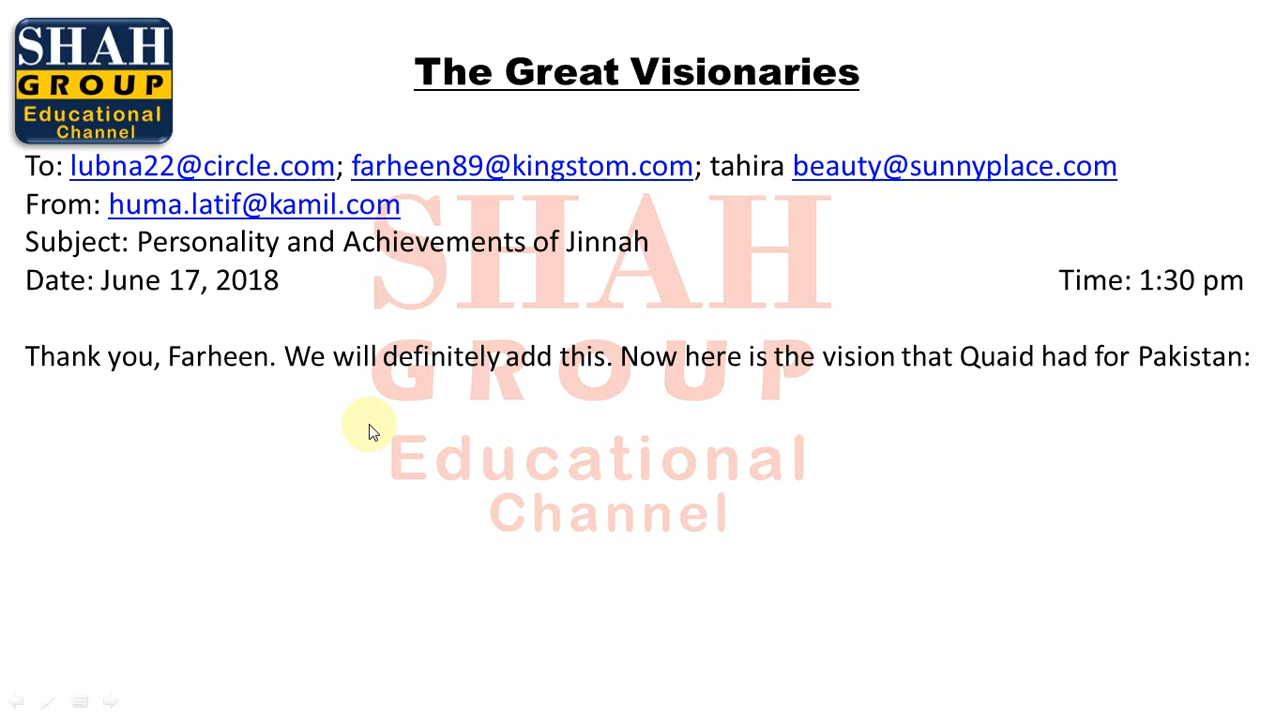 SHAH
GROUP
Educational
Channel
The Great Visionaries
To: lubna22@circle.com; farheen89@kingstom.com; tahira beauty@sunnyplace.com
From: huma.latif@kamil.com
Subject: Personality and Achievements of Jinnah
Date: June 17, 2018 Time: 1:30 pm
Thank you, Farheen. We will definitely add this. Now here is the vision that Quaid had for Pakistan:
SHAH
GROUP
Educational
Channel